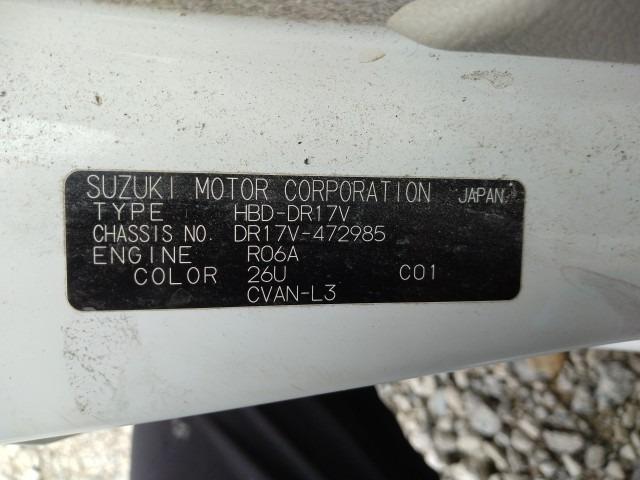 SUZUKI MOTOR CORPORATION JAPAN.
TYPE HBD-DR17V
CHASSIS NO. DR17V-472985
ENGINE R06A
COLOR 26U C01
CVAN-L3